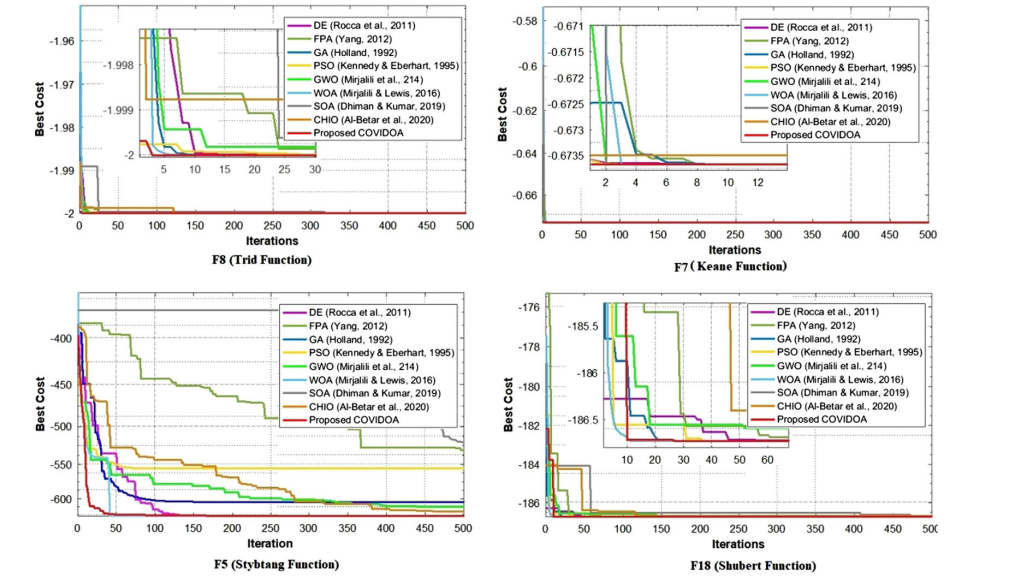 Best Cost
-1.96
-1.97
-1.98
-1.99
-2
-1.998
-1.9999
-2
5 10 15 20 25 30
DE (Rocca et al., 2011)
FPA (Yang, 2012)
GA (Holland, 1992)
PSO (Kennedy & Eberhart, 1995)
GWO (Mirjalili et al., 214)
WOA (Mirjalili & Lewis, 2016)
SOA (Dhiman & Kumar, 2019)
CHIO (Al-Betar et al., 2020)
Proposed COVIDOA
0 50 100 150 200 250 300 350 400 450 500
Iterations
F8 (Trid Function)
Best Cost
-0.58
-0.6
-0.62
-0.64
-0.66
-0.671
-0.6715
-0.672
-0.6725
-0.673
-0.6735
2 4 6 8 10 12
DE (Rocca et al., 2011)
FPA (Yang, 2012)
GA (Holland, 1992)
PSO (Kennedy & Eberhart, 1995)
GWO (Mirjalili et al., 214)
WOA (Mirjalili & Lewis, 2016)
SOA (Dhiman & Kumar, 2019)
CHIO (Al-Betar et al., 2020)
Proposed COVIDOA
0 50 100 150 200 250 300 350 400 450 500
Iterations
F7 ( Keane Function)
Best Cost
-400
-450
-500
-550
-600
DE (Rocca et al., 2011)
FPA (Yang, 2012)
GA (Holland, 1992)
PSO (Kennedy & Eberhart, 1995)
GWO (Mirjalili et al., 214)
WOA (Mirjalili & Lewis, 2016)
SOA (Dhiman & Kumar, 2019)
CHIO (Al-Betar et al., 2020)
Proposed COVIDOA
0 50 100 150 200 250 300 350 400 450 500
Iteration
F5 (Stybtang Function)
Best Cost
-176
-178
-180
-182
-184
-186
-185.5
-186
-186.5
10 20 30 40 50 60
DE (Rocca et al., 2011)
FPA (Yang, 2012)
GA (Holland, 1992)
PSO (Kennedy & Eberhart, 1995)
GWO (Mirjalili et al., 214)
WOA (Mirjalili & Lewis, 2016)
SOA (Dhiman & Kumar, 2019)
CHIO (Al-Betar et al., 2020)
Proposed COVIDOA
0 50 100 150 200 250 300 350 400 450 500
Iterations
F18 (Shubert Function)